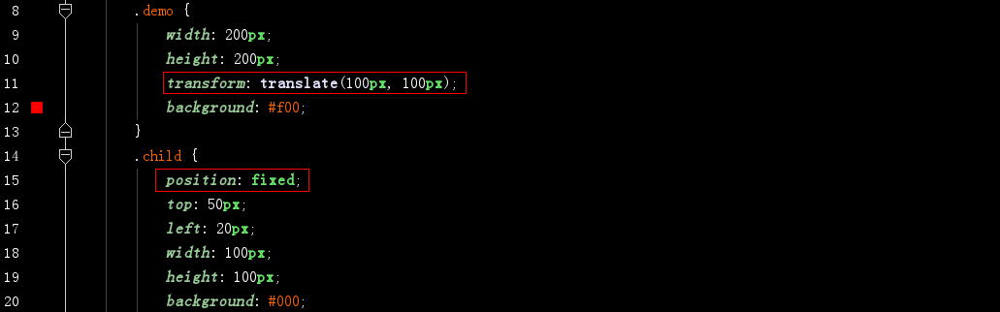 8 .demo {
9 width: 200px;
10 height: 200px;
11 transform: translate(100px, 100px);
12 background: #f00;
13 }
14 .child {
15 position: fixed;
16 top: 50px;
17 left: 20px;
18 width: 100px;
19 height: 100px;
20 background: #000;